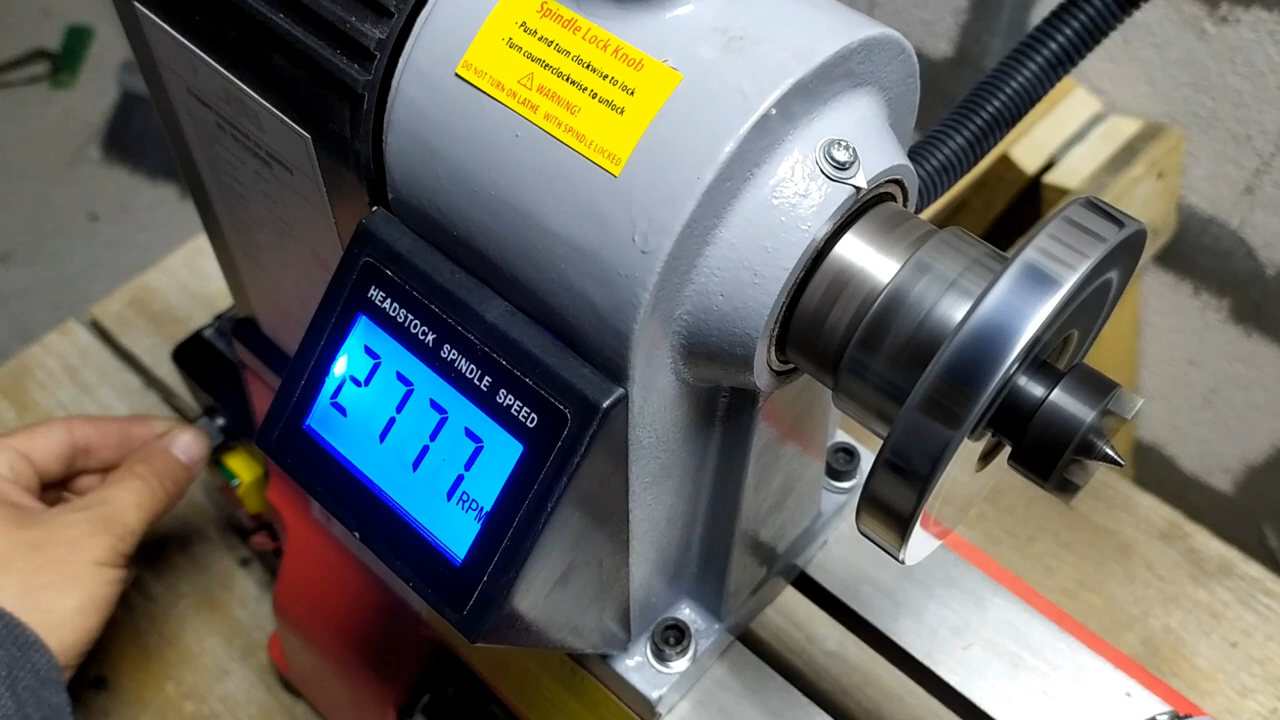 Spindle Lock Knob
· Push and turn clockwise to lock
· Turn counterclockwise to unlock
⚠ WARNING!
DO NOT TURN ON LATHE WITH SPINDLE LOCKED
HEADSTOCK SPINDLE SPEED
2777
RPM